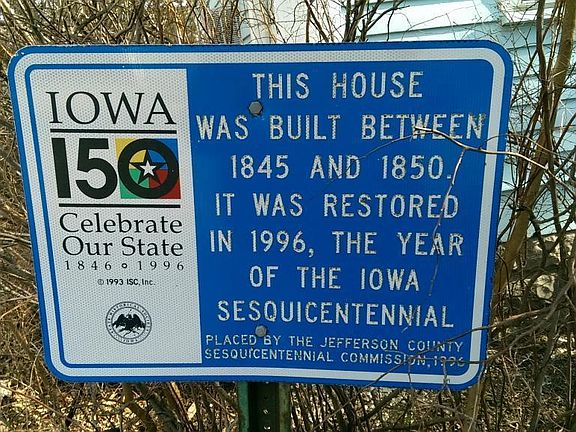 IOWA
150
Celebrate
Our State
1846 ∘ 1996
© 1993 ISC, Inc.
THIS HOUSE
WAS BUILT BETWEEN
1845 AND 1850.
IT WAS RESTORED
IN 1996, THE YEAR
OF THE IOWA
SESQUICENTENNIAL
PLACED BY THE JEFFERSON COUNTY
SESQUICENTENNIAL COMMISSION, 1996